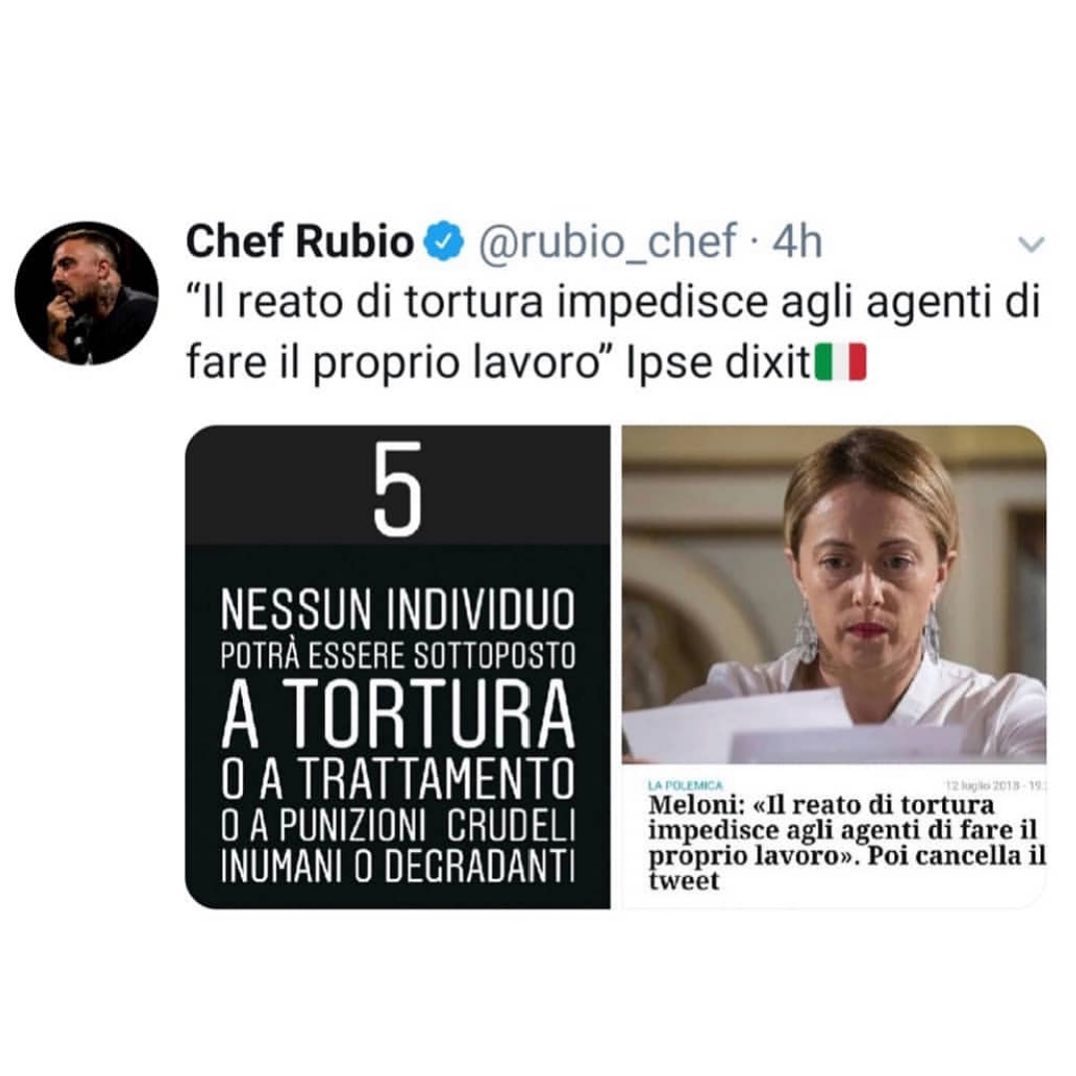 Chef Rubio @rubio_chef · 4h
“Il reato di tortura impedisce agli agenti di
fare il proprio lavoro” Ipse dixit
5
NESSUN INDIVIDUO
POTRÀ ESSERE SOTTOPOSTO
A TORTURA
O A TRATTAMENTO
O A PUNIZIONI CRUDELI
INUMANI O DEGRADANTI
LA POLEMICA
12 luglio 2018 - 19:
Meloni: «Il reato di tortura
impedisce agli agenti di fare il
proprio lavoro». Poi cancella il
tweet